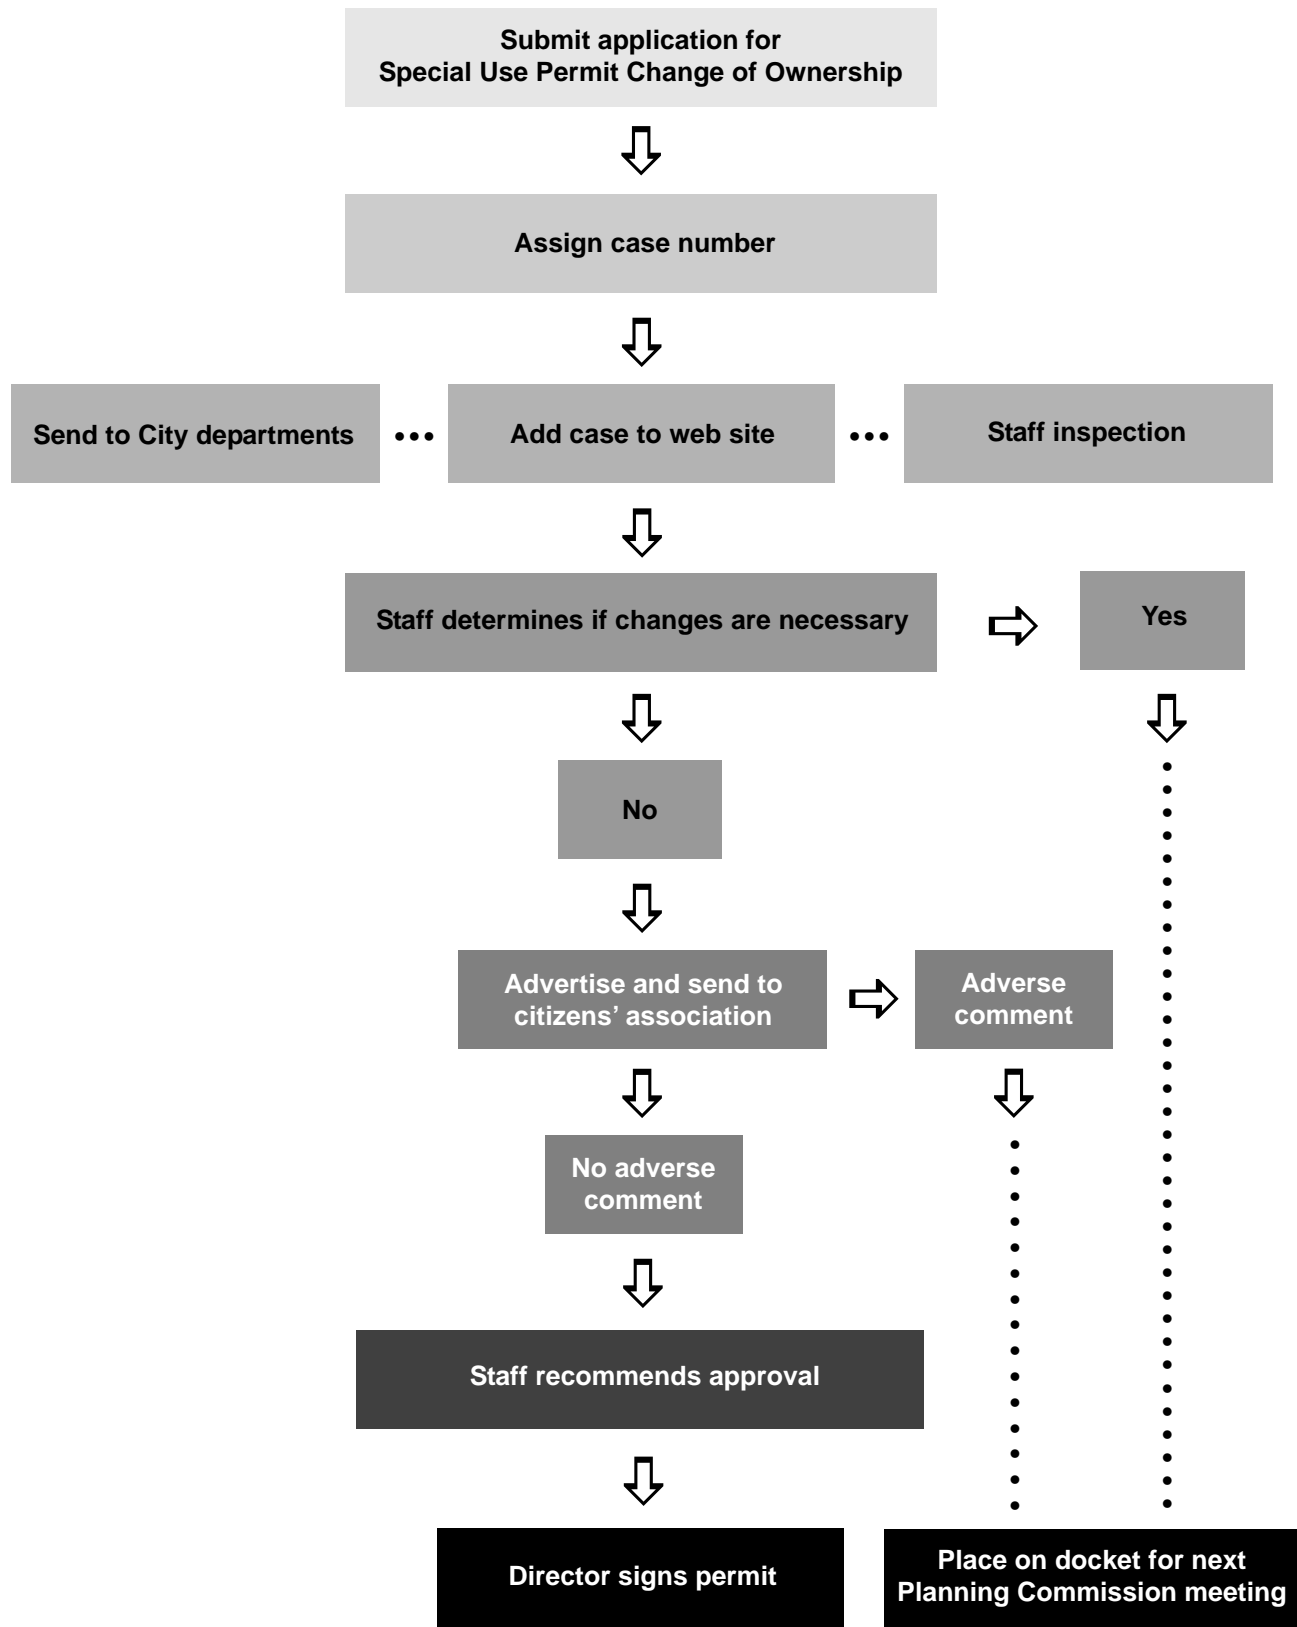 Submit application for
Special Use Permit Change of Ownership
Assign case number
Send to City departments
Add case to web site
Staff inspection
Staff determines if changes are necessary
Yes
No
Advertise and send to
citizens’ association
Adverse
comment
No adverse
comment
Staff recommends approval
Director signs permit
Place on docket for next
Planning Commission meeting